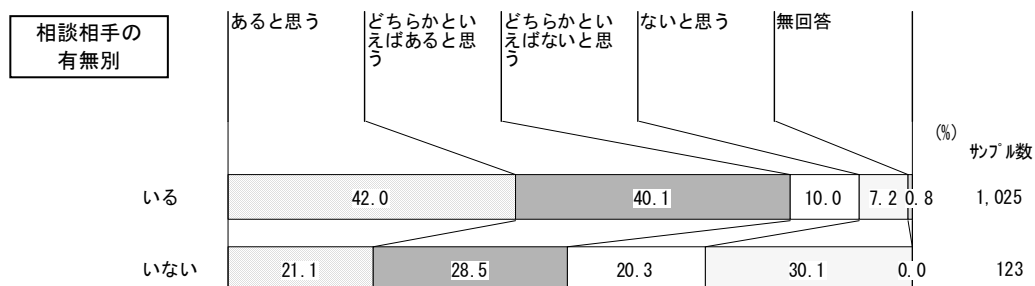 相談相手の
有無別
あると思う
どちらかとい
えばあると思
う
どちらかとい
えばないと思
う
ないと思う
無回答
(%)
ｻﾝﾌﾟﾙ数
いる
42.0
40.1
10.0
7.2
0.8
1,025
いない
21.1
28.5
20.3
30.1
0.0
123